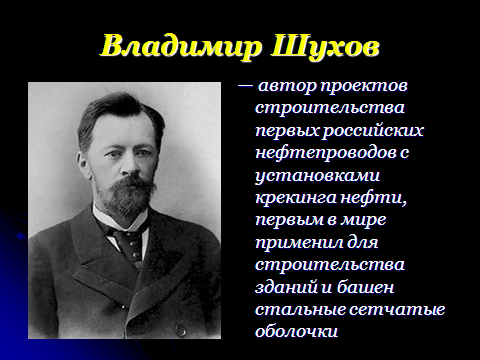 Владимир Шухов
— автор проектов
строительства
первых российских
нефтепроводов с
установками
крекинга нефти,
первым в мире
применил для
строительства
зданий и башен
стальные сетчатые
оболочки